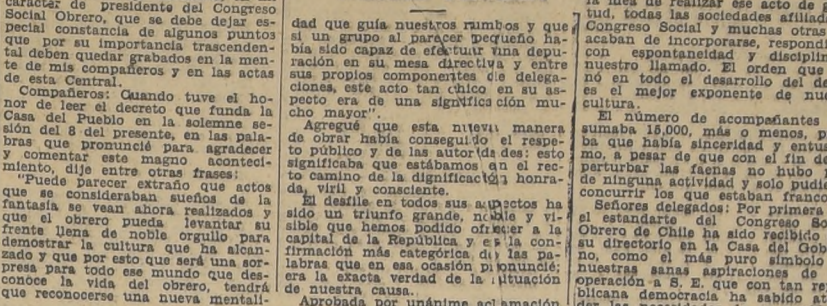 carácter de presidente del Congreso
Social Obrero, que se debe dejar es-
pecial constancia de algunos puntos
que por su importancia trascenden-
tal deben quedar grabados en la men-
te de mis compañeros y en las actas
de esta Central.
Compañeros: Cuando tuve el ho-
nor de leer el decreto que funda la
Casa del Pueblo en la solemne se-
sión del 8 del presente, en las pala-
bras que pronuncié para agradecer
y comentar este magno aconteci-
miento, dije entre otras frases:
"Puede parecer extraño que actos
que se consideraban sueños de la
fantasía se vean ahora realizados y
que el obrero pueda levantar su
frente llena de noble orgullo para
demostrar la cultura que ha alcan-
zado y que por esto que será una sor-
presa para todo ese mundo que des-
conoce la vida del obrero, tendrá
que reconocerse una nueva mentali-
dad que guía nuestros rumbos y que
si un grupo al parecer pequeño ha-
bía sido capaz de efectuar una depu-
ración en su mesa directiva y entre
sus propios componentes de delega-
ciones, este acto tan chico en su as-
pecto era de una significación mu-
cho mayor".
Agregué que esta nueva manera
de obrar había conseguido el respe-
to público y de las autoridades: esto
significaba que estábamos en el rec-
to camino de la dignificación honra-
da, viril y consciente.
El desfile en todos sus aspectos ha
sido un triunfo grande, noble y vi-
sible que hemos podido ofrecer a la
capital de la República y es la con-
firmación más categórica de las pa-
labras que en esa ocasión pronuncié;
era la exacta verdad de la situación
de nuestra causa.
Aprobada por unánime aclamación
la idea de realizar ese acto de
tud, todas las sociedades afiliad
Congreso Social y muchas otras
acaban de incorporarse, respondi
con espontaneidad y disciplin
nuestro llamado. El orden que
nó en todo el desarrollo del de
es el mejor exponente de nue
cultura.
El número de acompañantes
sumaba 15,000, más o menos, p
ba que había sinceridad y entus
mo, a pesar de que con el fin de
perturbar las faenas no hubo
de ninguna actividad y solo pudie
concurrir los que estaban franco
Señores delegados: Por primera
el estandarte del Congreso So
Obrero de Chile ha sido recibido
su directorio en la Casa del Gob
no, como el más puro símbolo
nuestras sanas aspiraciones de
operación a S. E. que con tan re
blicana democracia ha sabido